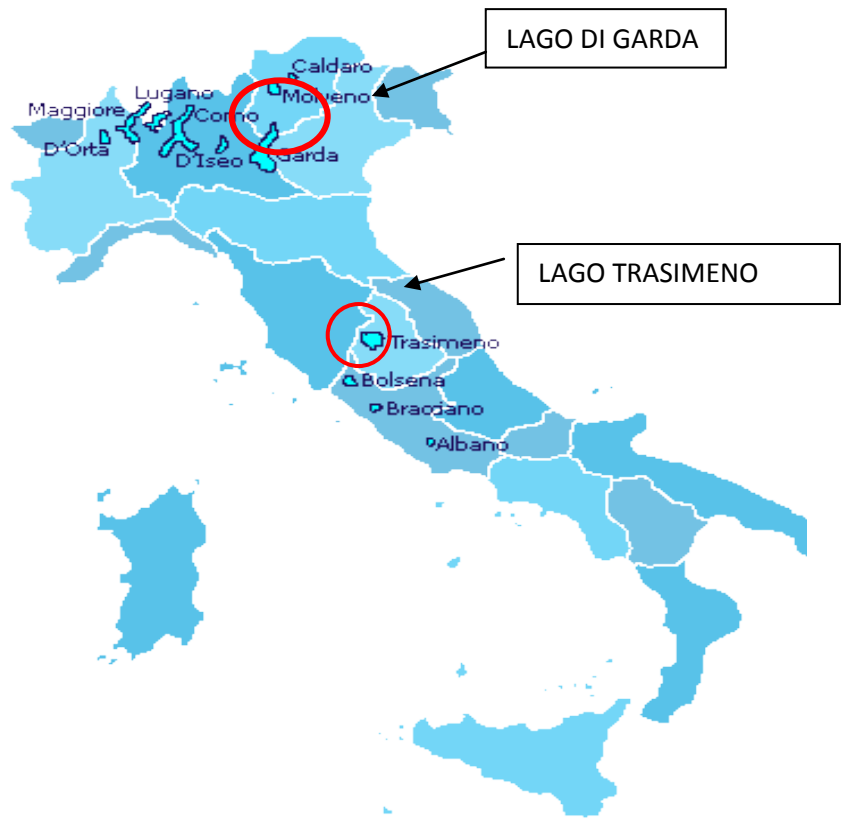 LAGO DI GARDA
Caldaro
Molveno
Lugano
Maggiore
Como
D'Orta
D'Iseo
Garda
LAGO TRASIMENO
Trasimeno
Bolsena
Bracciano
Albano